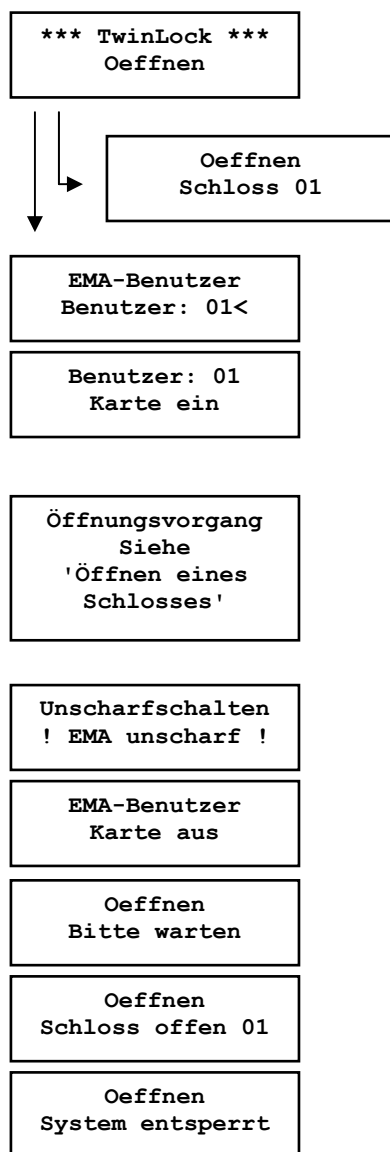 *** TwinLock ***
Oeffnen
Oeffnen
Schloss 01
EMA-Benutzer
Benutzer: 01<
Benutzer: 01
Karte ein
Öffnungsvorgang
Siehe
'Öffnen eines
Schlosses'
Unscharfschalten
! EMA unscharf !
EMA-Benutzer
Karte aus
Oeffnen
Bitte warten
Oeffnen
Schloss offen 01
Oeffnen
System entsperrt